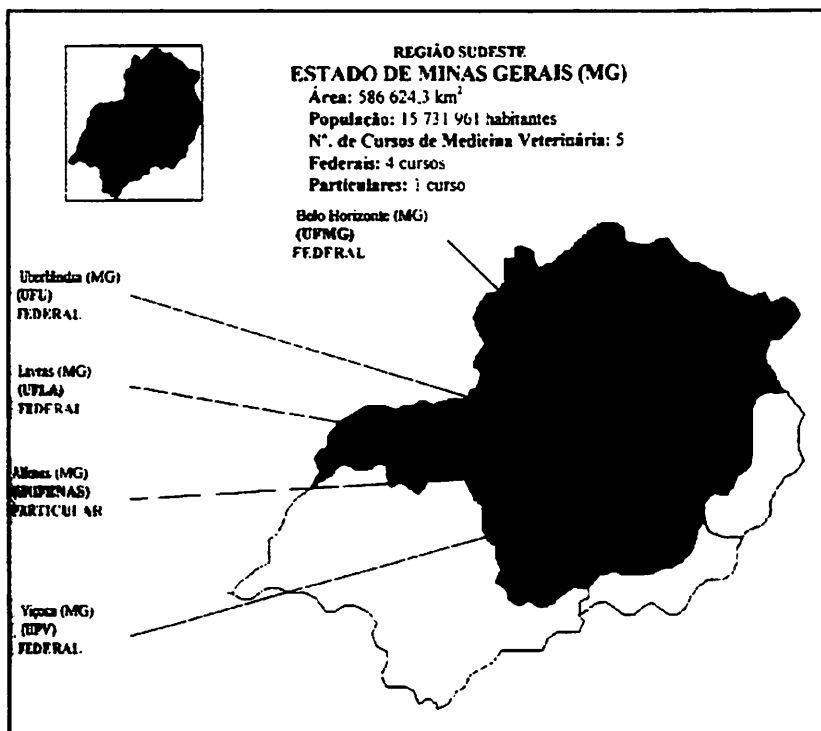 REGIÃO SUDESTE
ESTADO DE MINAS GERAIS (MG)
Área: 586 624,3 km²
População: 15 731 961 habitantes
Nº. de Cursos de Medicina Veterinária: 5
Federais: 4 cursos
Particulares: 1 curso
Belo Horizonte (MG)
(UFMG)
FEDERAL
Uberlândia (MG)
(UFU)
FEDERAL
Lavras (MG)
(UFLA)
FEDERAL
Alfenas (MG)
(UNIFENAS)
PARTICULAR
Viçosa (MG)
(UFV)
FEDERAL